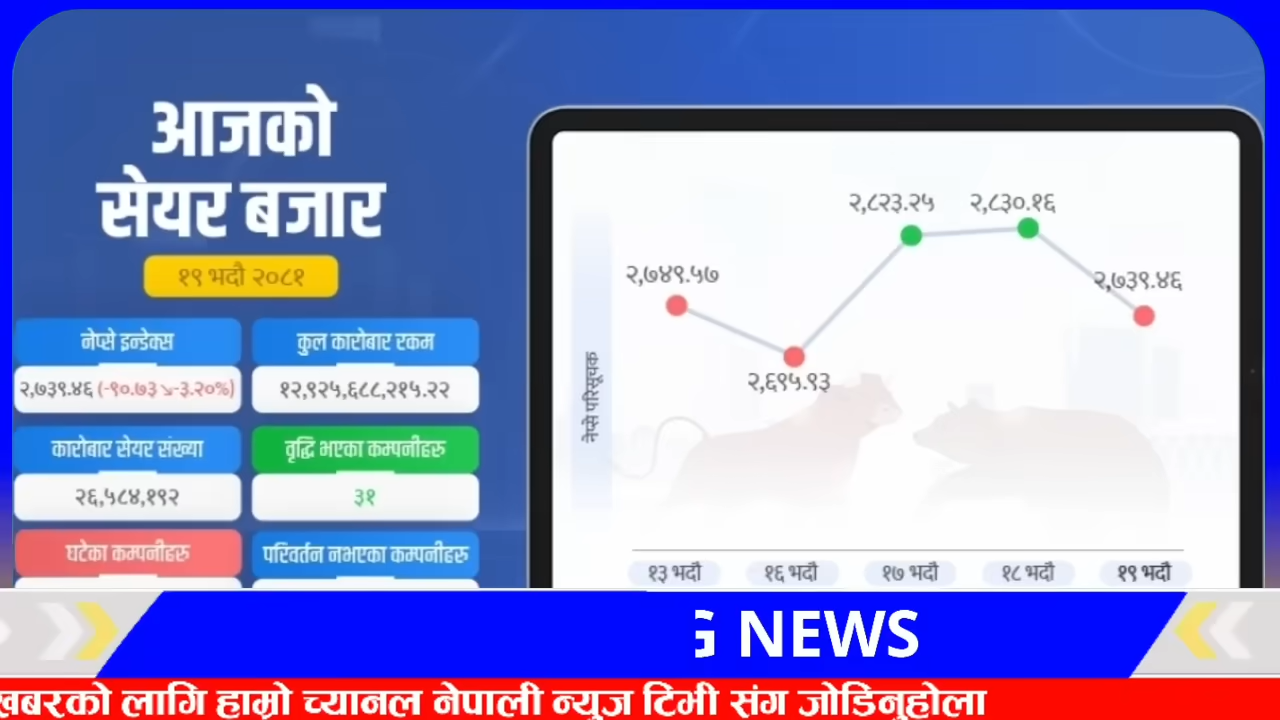 आजको
सेयर बजार
१९ भदौ २०८१
नेप्से इन्डेक्स
२,७३९.४६ (-९०.७३ ↘-३.२०%)
कुल कारोबार रकम
१२,९२५,६८८,२१५.२२
कारोबार सेयर संख्या
२६,५८४,१९२
वृद्धि भएका कम्पनीहरु
३१
घटेका कम्पनीहरु
परिवर्तन नभएका कम्पनीहरु
नेप्से परिसूचक
२,७४९.५७
२,६९५.९३
२,८२३.२५
२,८३०.१६
२,७३९.४६
१३ भदौ
१६ भदौ
१७ भदौ
१८ भदौ
१९ भदौ
G NEWS
खबरको लागि हाम्रो च्यानल नेपाली न्युज टिभी संग जोडिनुहोला